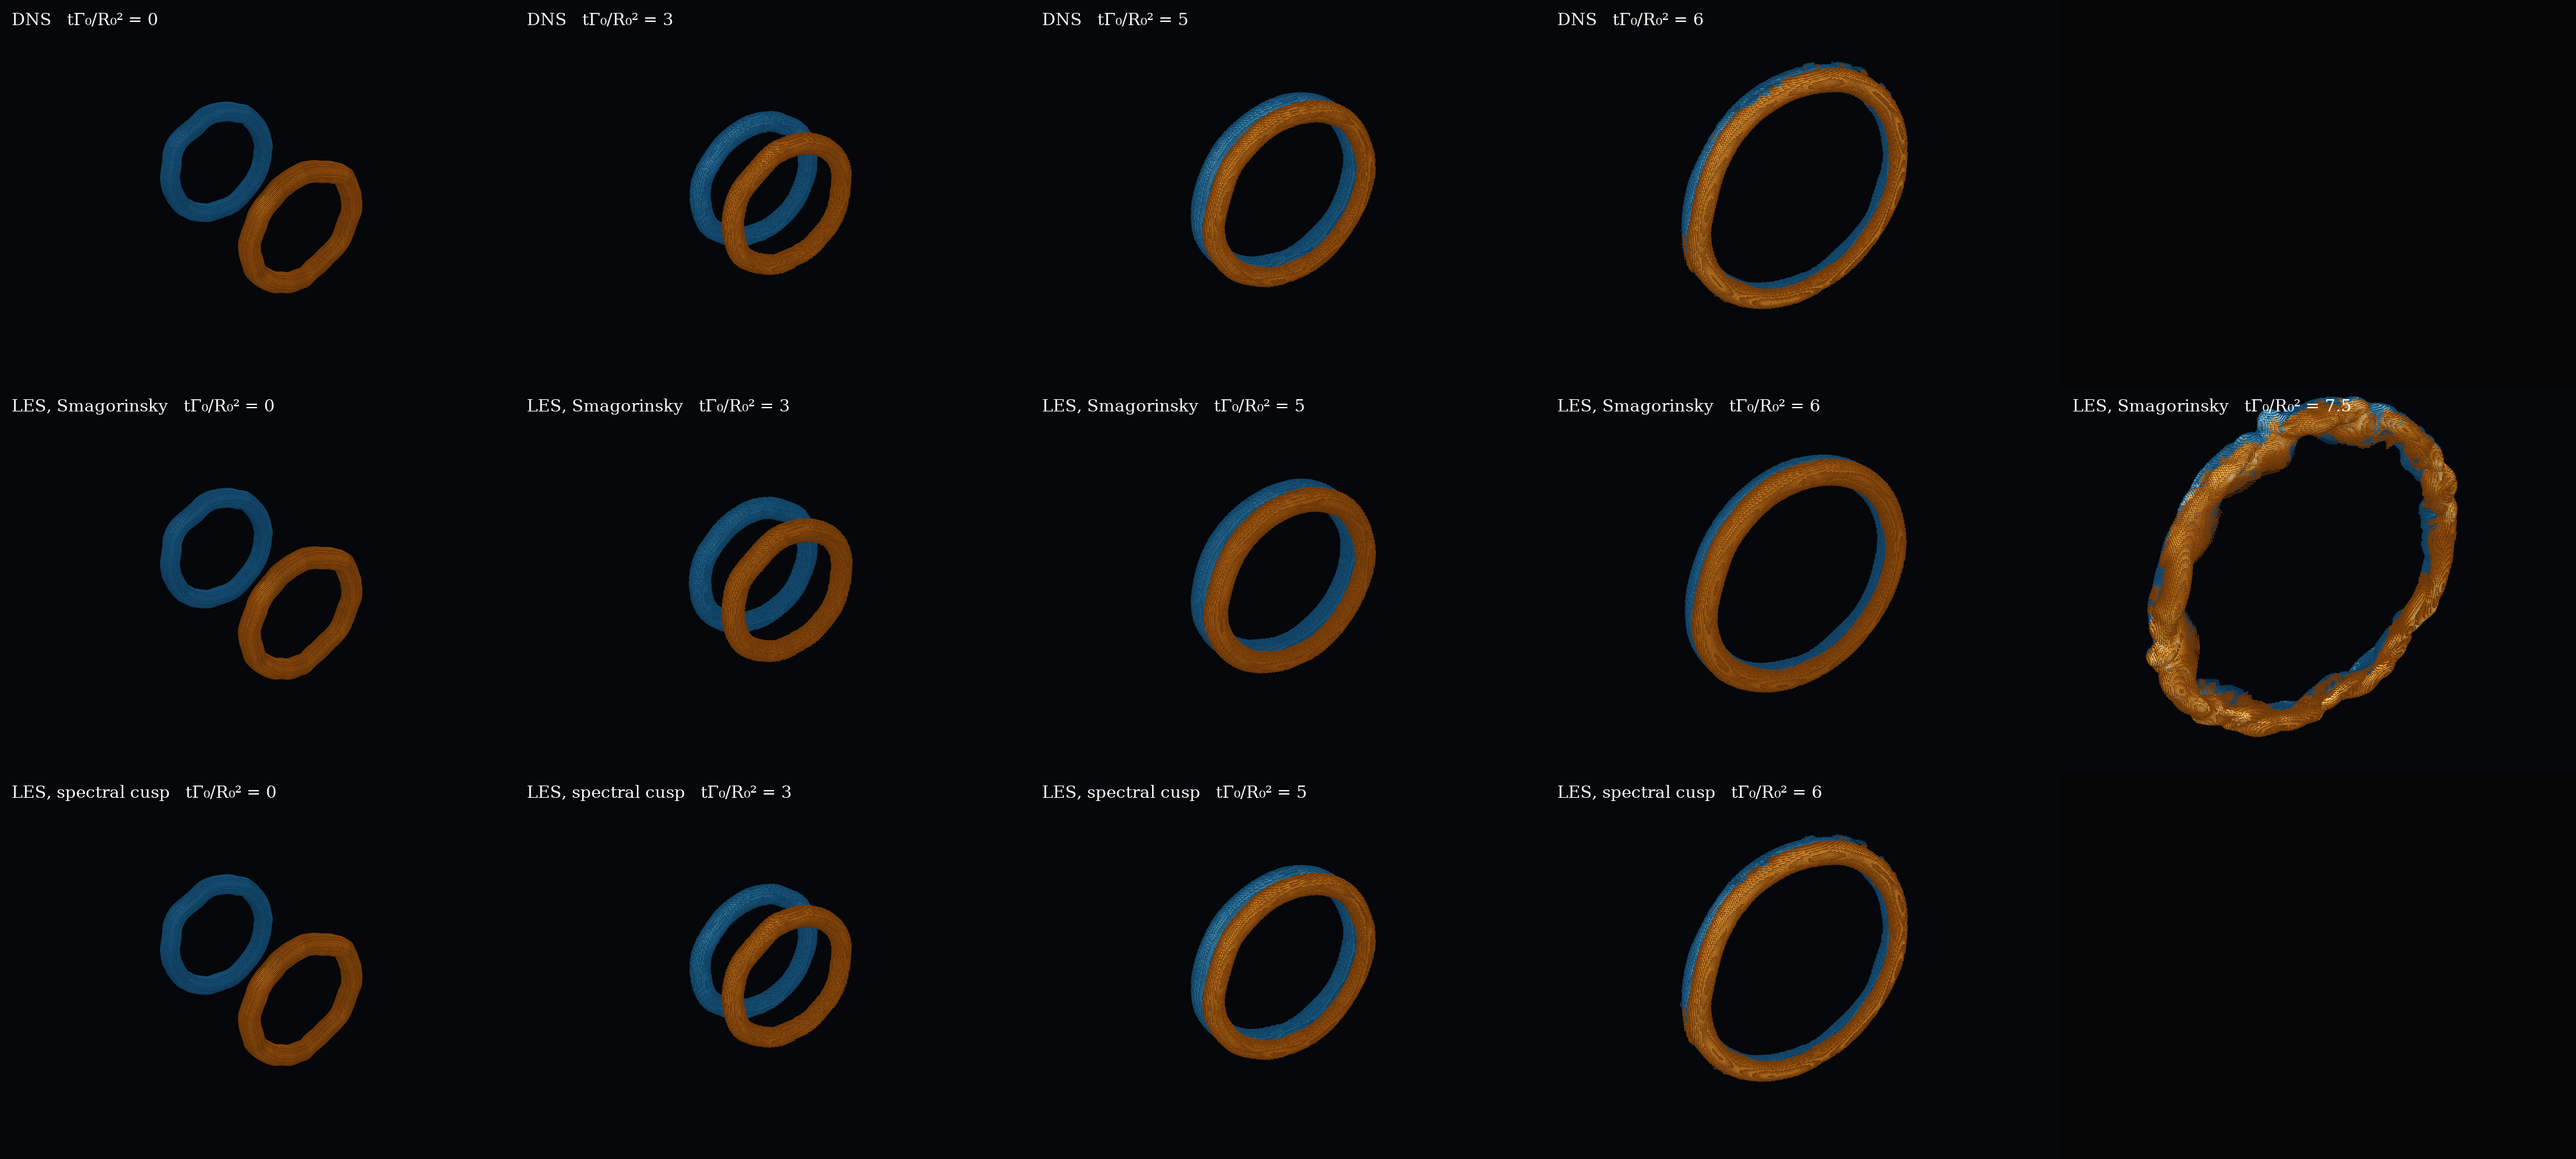 DNS tΓ₀/R₀² = 0
DNS tΓ₀/R₀² = 3
DNS tΓ₀/R₀² = 5
DNS tΓ₀/R₀² = 6
LES, Smagorinsky tΓ₀/R₀² = 0
LES, Smagorinsky tΓ₀/R₀² = 3
LES, Smagorinsky tΓ₀/R₀² = 5
LES, Smagorinsky tΓ₀/R₀² = 6
LES, Smagorinsky tΓ₀/R₀² = 7.5
LES, spectral cusp tΓ₀/R₀² = 0
LES, spectral cusp tΓ₀/R₀² = 3
LES, spectral cusp tΓ₀/R₀² = 5
LES, spectral cusp tΓ₀/R₀² = 6